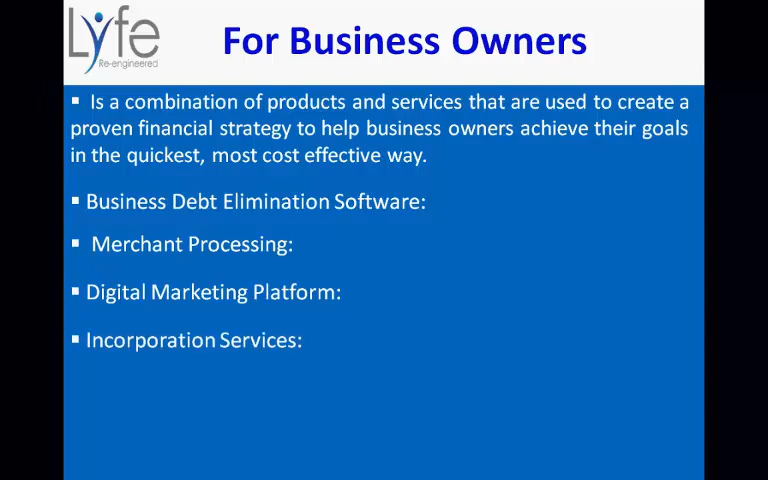 Lyfe
Re-engineered
For Business Owners
▪ Is a combination of products and services that are used to create a
proven financial strategy to help business owners achieve their goals
in the quickest, most cost effective way.
▪ Business Debt Elimination Software:
▪ Merchant Processing:
▪ Digital Marketing Platform:
▪ Incorporation Services: